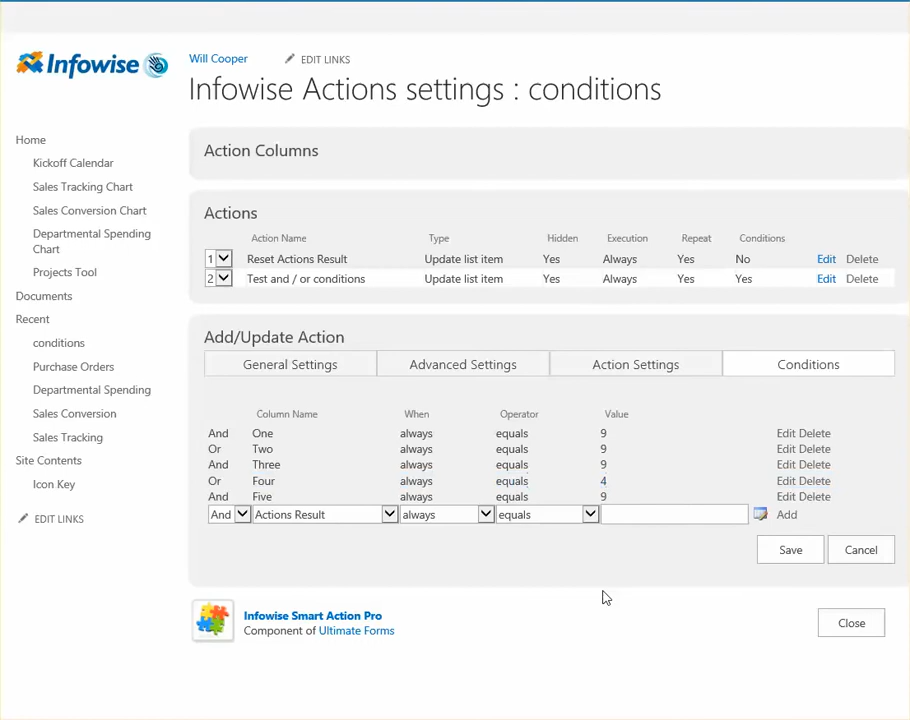 Infowise
Will Cooper EDIT LINKS
Infowise Actions settings : conditions
Home
Kickoff Calendar
Sales Tracking Chart
Sales Conversion Chart
Departmental Spending
Chart
Projects Tool
Documents
Recent
conditions
Purchase Orders
Departmental Spending
Sales Conversion
Sales Tracking
Site Contents
Icon Key
EDIT LINKS
Action Columns
Actions
Action Name Type Hidden Execution Repeat Conditions
1 Reset Actions Result Update list item Yes Always Yes No Edit Delete
2 Test and / or conditions Update list item Yes Always Yes Yes Edit Delete
Add/Update Action
General Settings Advanced Settings Action Settings Conditions
Column Name When Operator Value
And One always equals 9 Edit Delete
Or Two always equals 9 Edit Delete
And Three always equals 9 Edit Delete
Or Four always equals 4 Edit Delete
And Five always equals 9 Edit Delete
And Actions Result always equals Add
Save Cancel
Infowise Smart Action Pro
Component of Ultimate Forms
Close